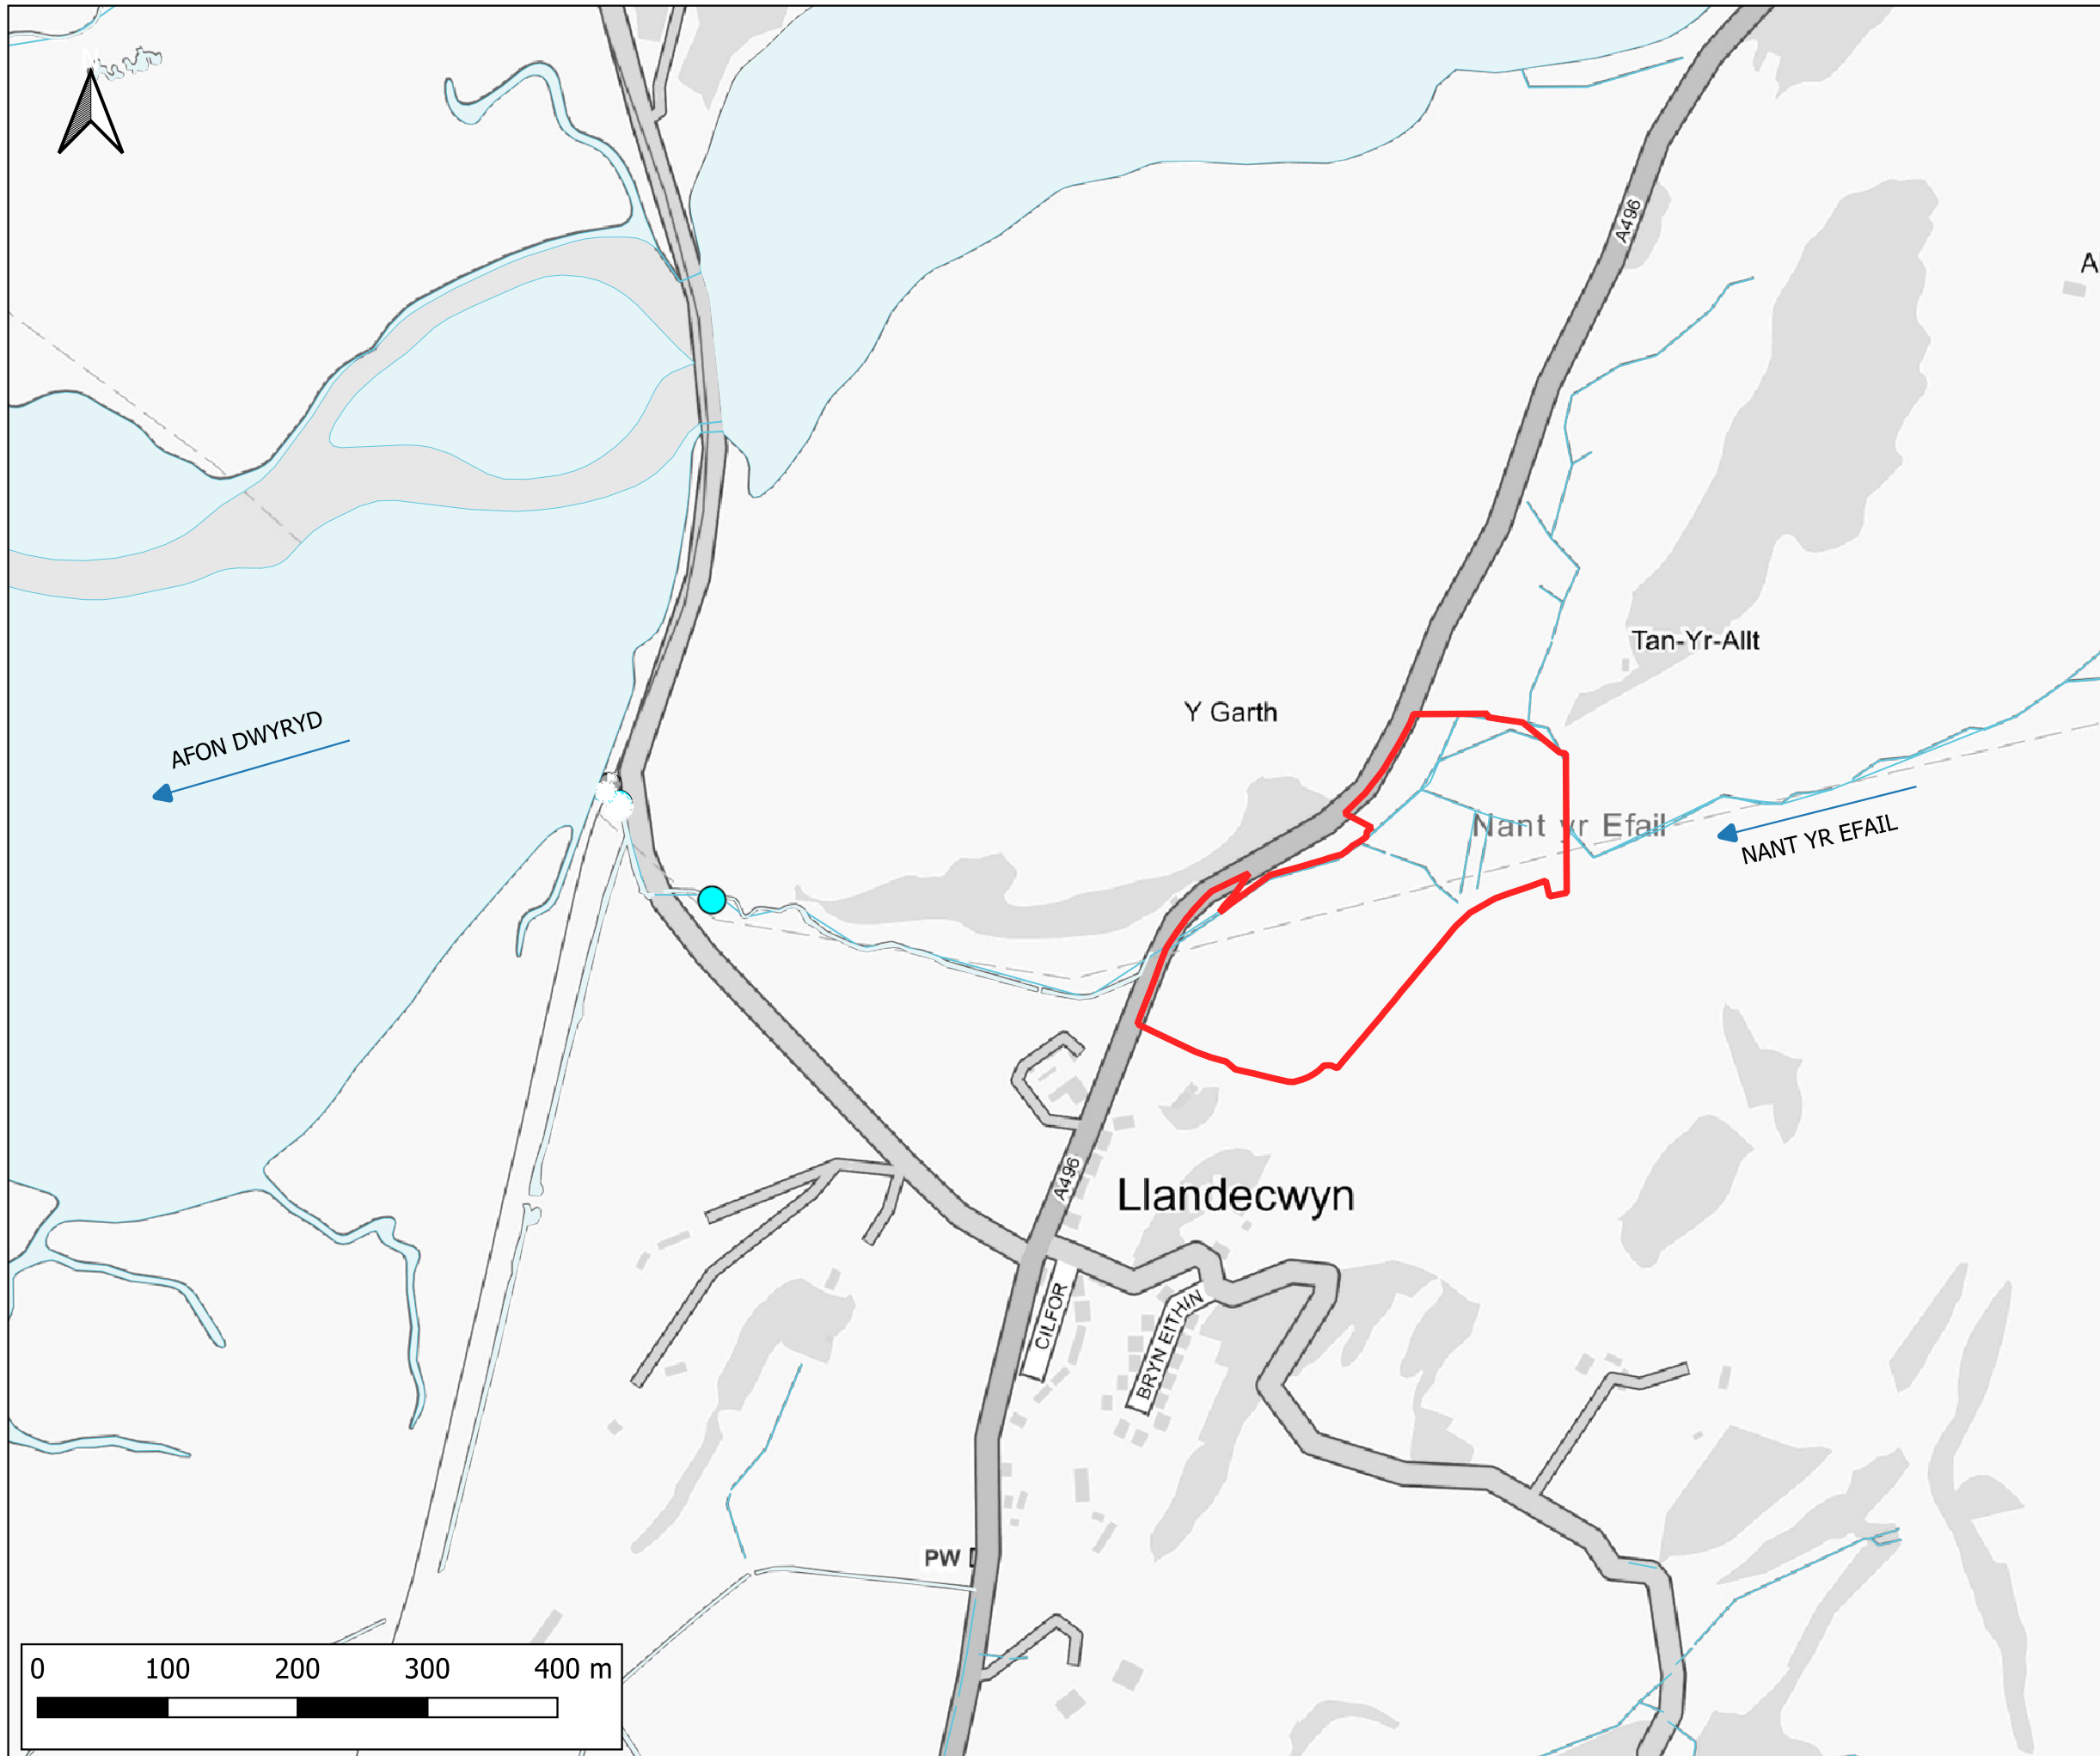 N
A496
A
Tan-Yr-Allt
Y Garth
AFON DWYRYD
Nant yr Efail
NANT YR EFAIL
A496
Llandecwyn
CILFOR
BRYN EITHIN
PW
0 100 200 300 400 m